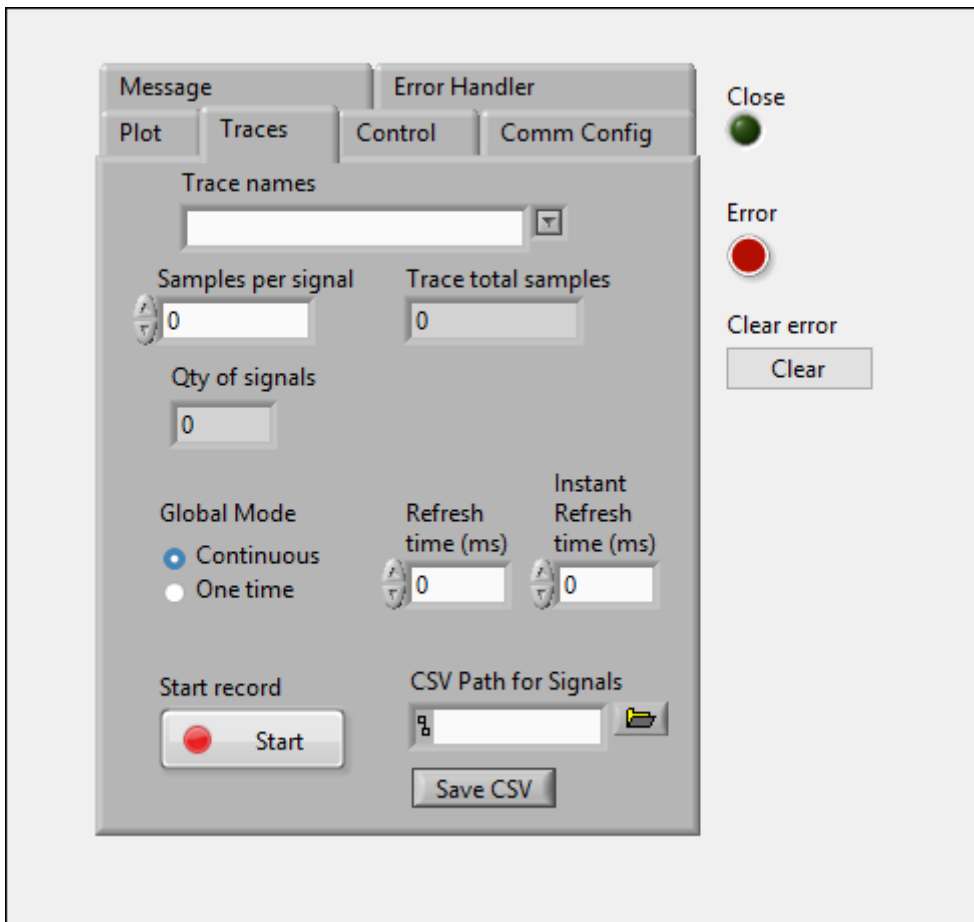 Message
Error Handler
Plot
Traces
Control
Comm Config
Close
Trace names
Error
Samples per signal
Trace total samples
0
0
Clear error
Clear
Qty of signals
0
Global Mode
Continuous
One time
Refresh
time (ms)
0
Instant
Refresh
time (ms)
0
Start record
Start
CSV Path for Signals
Save CSV